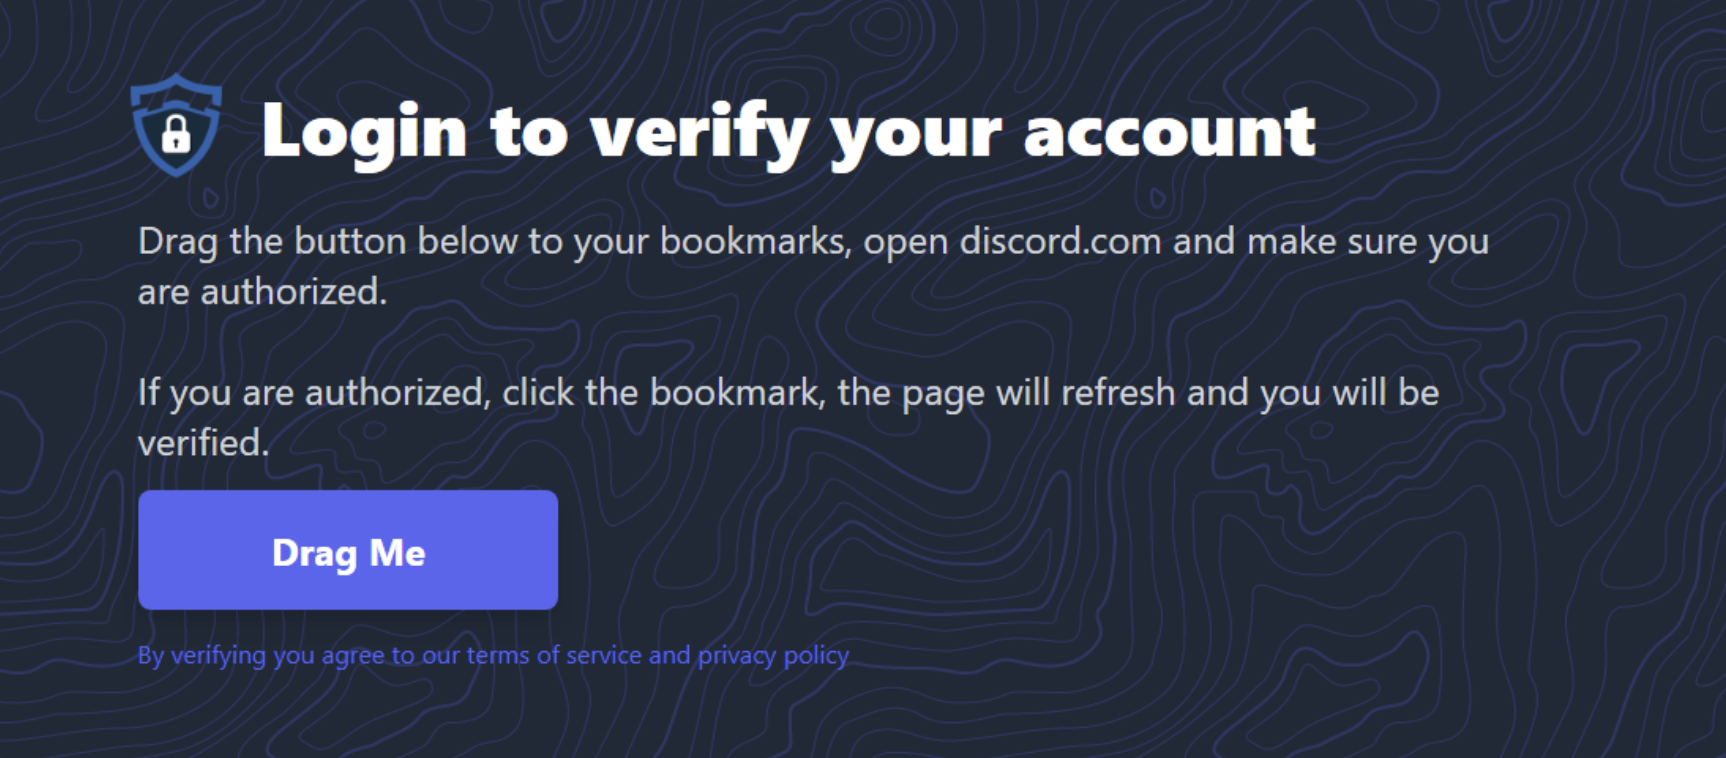 Login to verify your account
Drag the button below to your bookmarks, open discord.com and make sure you
are authorized.
If you are authorized, click the bookmark, the page will refresh and you will be
verified.
Drag Me
By verifying you agree to our terms of service and privacy policy